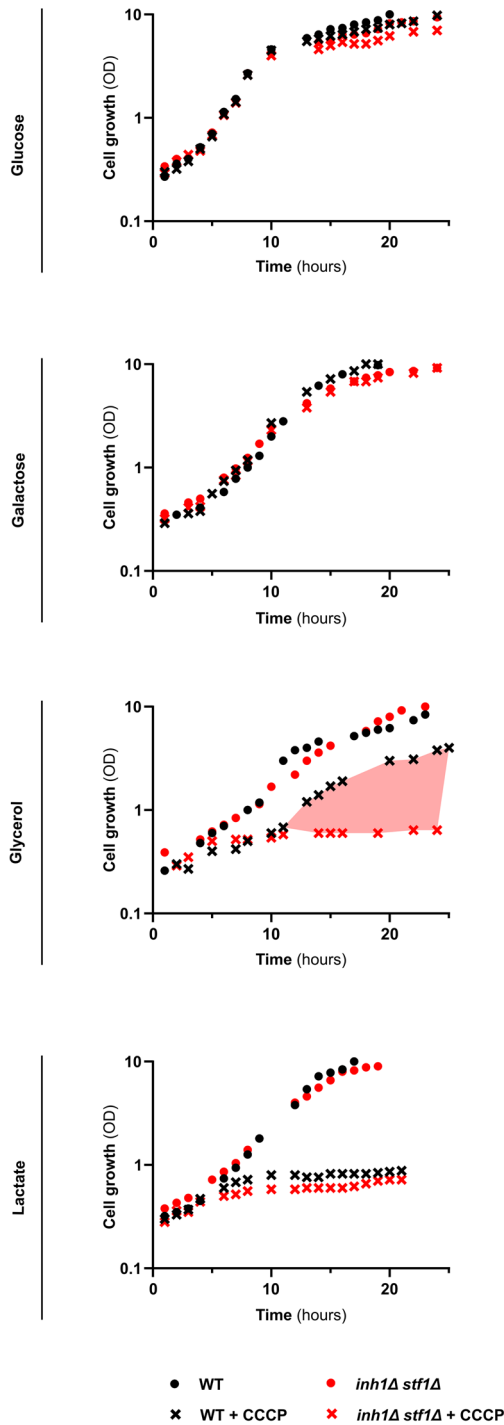 Glucose
Cell growth (OD)
10
1
0.1
0 10 20
Time (hours)
Galactose
Cell growth (OD)
10
1
0.1
0 10 20
Time (hours)
Glycerol
Cell growth (OD)
10
1
0.1
0 10 20
Time (hours)
Lactate
Cell growth (OD)
10
1
0.1
0 10 20
Time (hours)
WT inh1Δ stf1Δ
WT + CCCP inh1Δ stf1Δ + CCCP